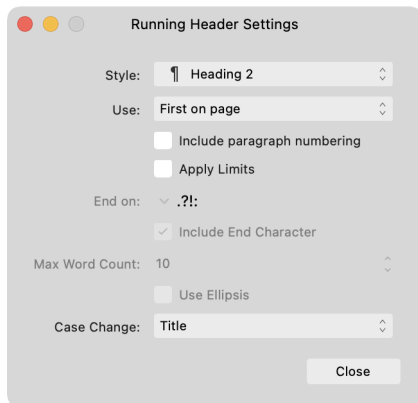 Running Header Settings
Style: ¶ Heading 2
Use: First on page
Include paragraph numbering
Apply Limits
End on: .?!:
Include End Character
Max Word Count: 10
Use Ellipsis
Case Change: Title
Close